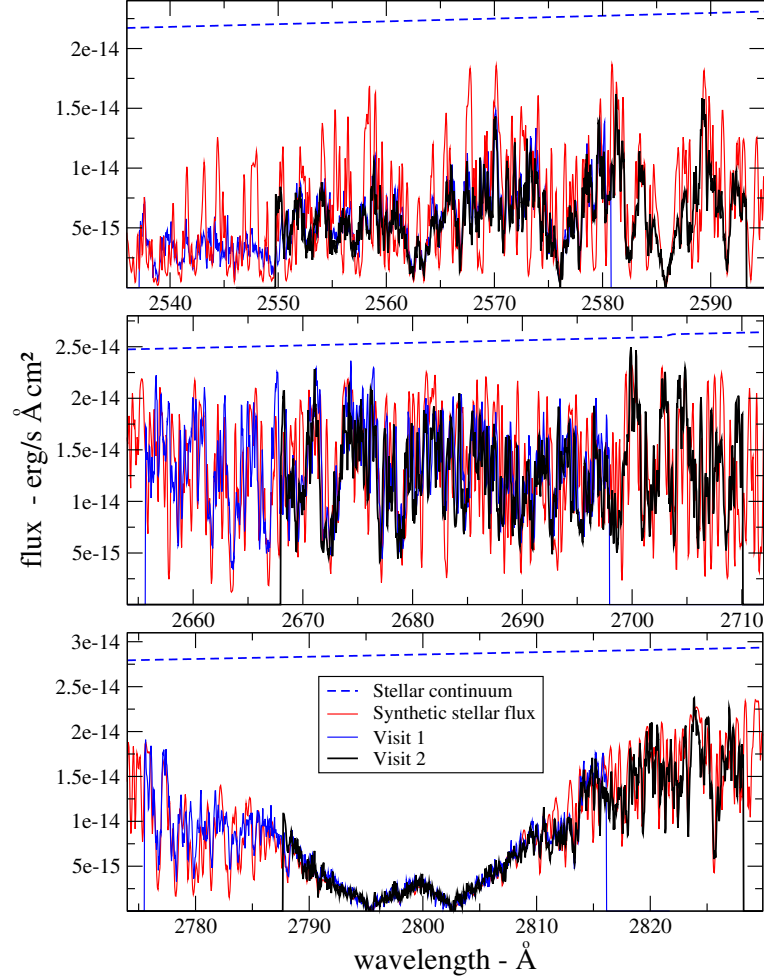 2e-14
1.5e-14
1e-14
5e-15
2540 2550 2560 2570 2580 2590
2.5e-14
2e-14
1.5e-14
1e-14
5e-15
2660 2670 2680 2690 2700 2710
flux - erg/s Å cm²
3e-14
2.5e-14
2e-14
1.5e-14
1e-14
5e-15
Stellar continuum
Synthetic stellar flux
Visit 1
Visit 2
2780 2790 2800 2810 2820
wavelength - Å